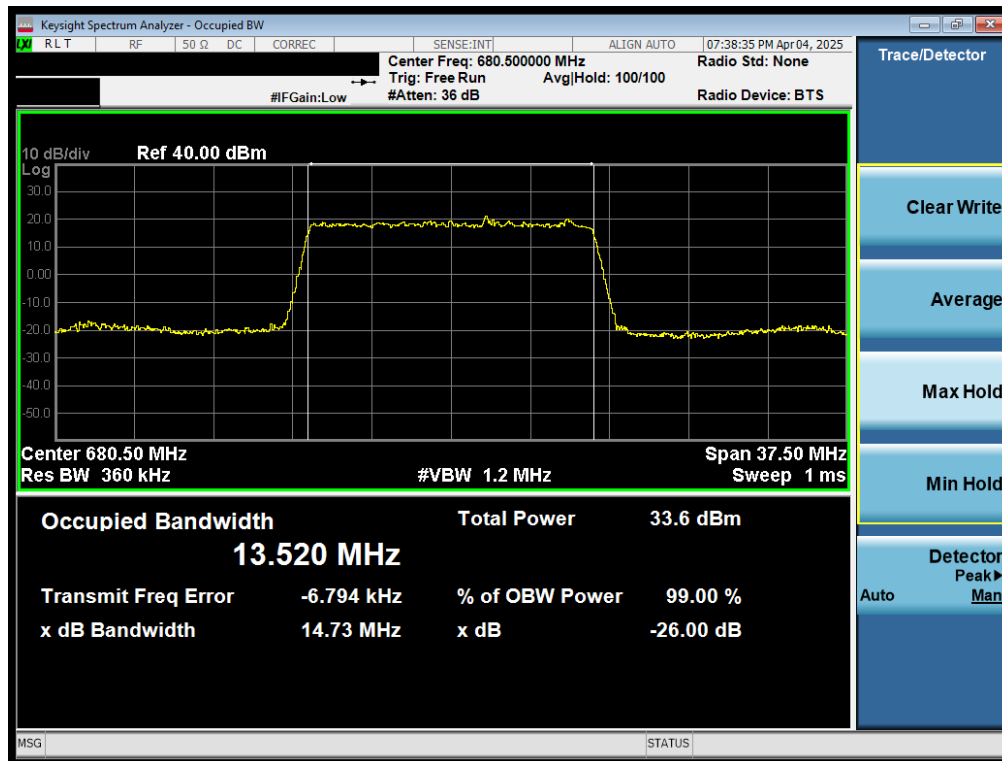 Keysight Spectrum Analyzer - Occupied BW
LXI RLT RF 50 Ω DC CORREC SENSE:INT ALIGN AUTO 07:38:35 PM Apr 04, 2025
Center Freq: 680.500000 MHz Radio Std: None
Trig: Free Run Avg|Hold: 100/100
#IFGain:Low #Atten: 36 dB Radio Device: BTS
10 dB/div Ref 40.00 dBm
Log
30.0
20.0
10.0
0.00
-10.0
-20.0
-30.0
-40.0
-50.0
Center 680.50 MHz Span 37.50 MHz
Res BW 360 kHz #VBW 1.2 MHz Sweep 1 ms
Occupied Bandwidth Total Power 33.6 dBm
13.520 MHz
Transmit Freq Error -6.794 kHz % of OBW Power 99.00 %
x dB Bandwidth 14.73 MHz x dB -26.00 dB
MSG STATUS
Trace/Detector
Clear Write
Average
Max Hold
Min Hold
Detector
Peak▶
Auto Man